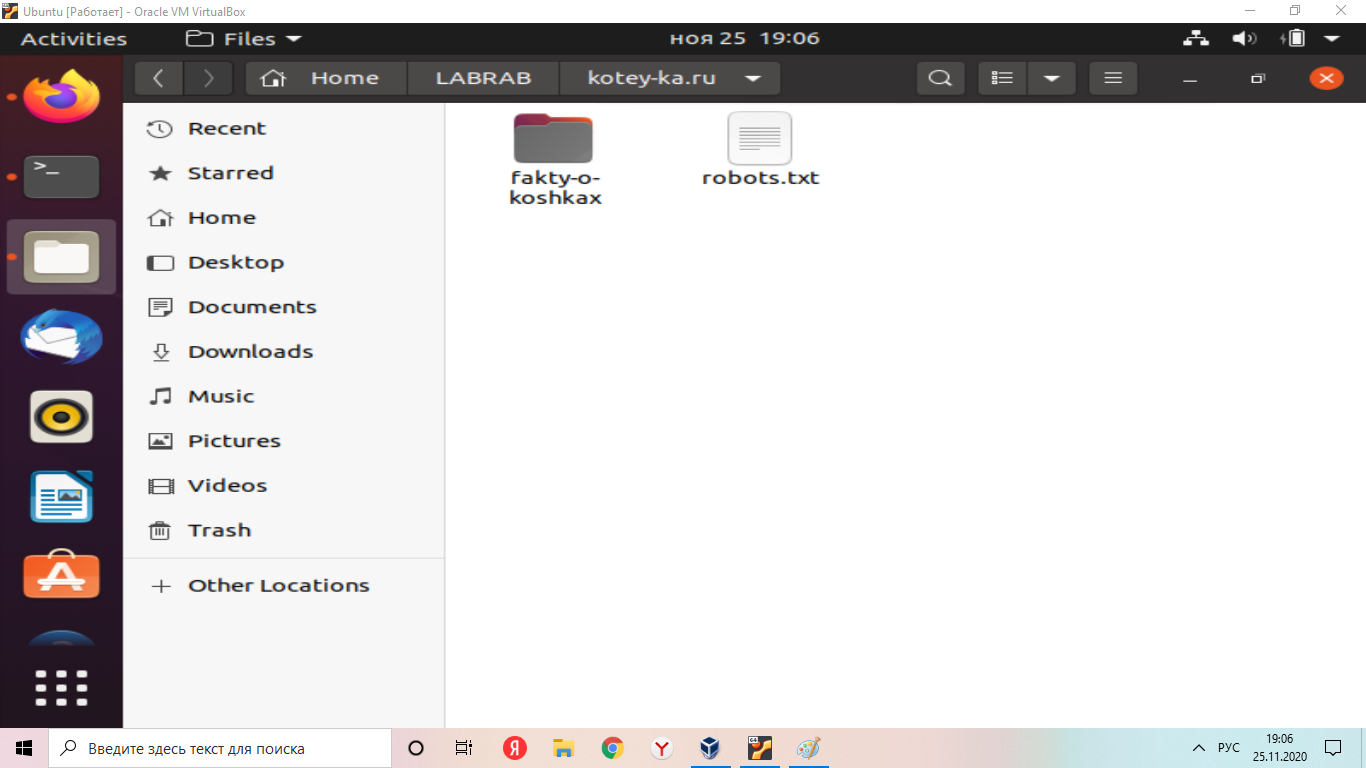 Ubuntu [Работает] - Oracle VM VirtualBox
Activities Files ноя 25 19:06
Home LABRAB kotey-ka.ru
Recent
Starred
Home
Desktop
Documents
Downloads
Music
Pictures
Videos
Trash
Other Locations
fakty-o-
koshkax
robots.txt
Введите здесь текст для поиска
РУС
19:06
25.11.2020